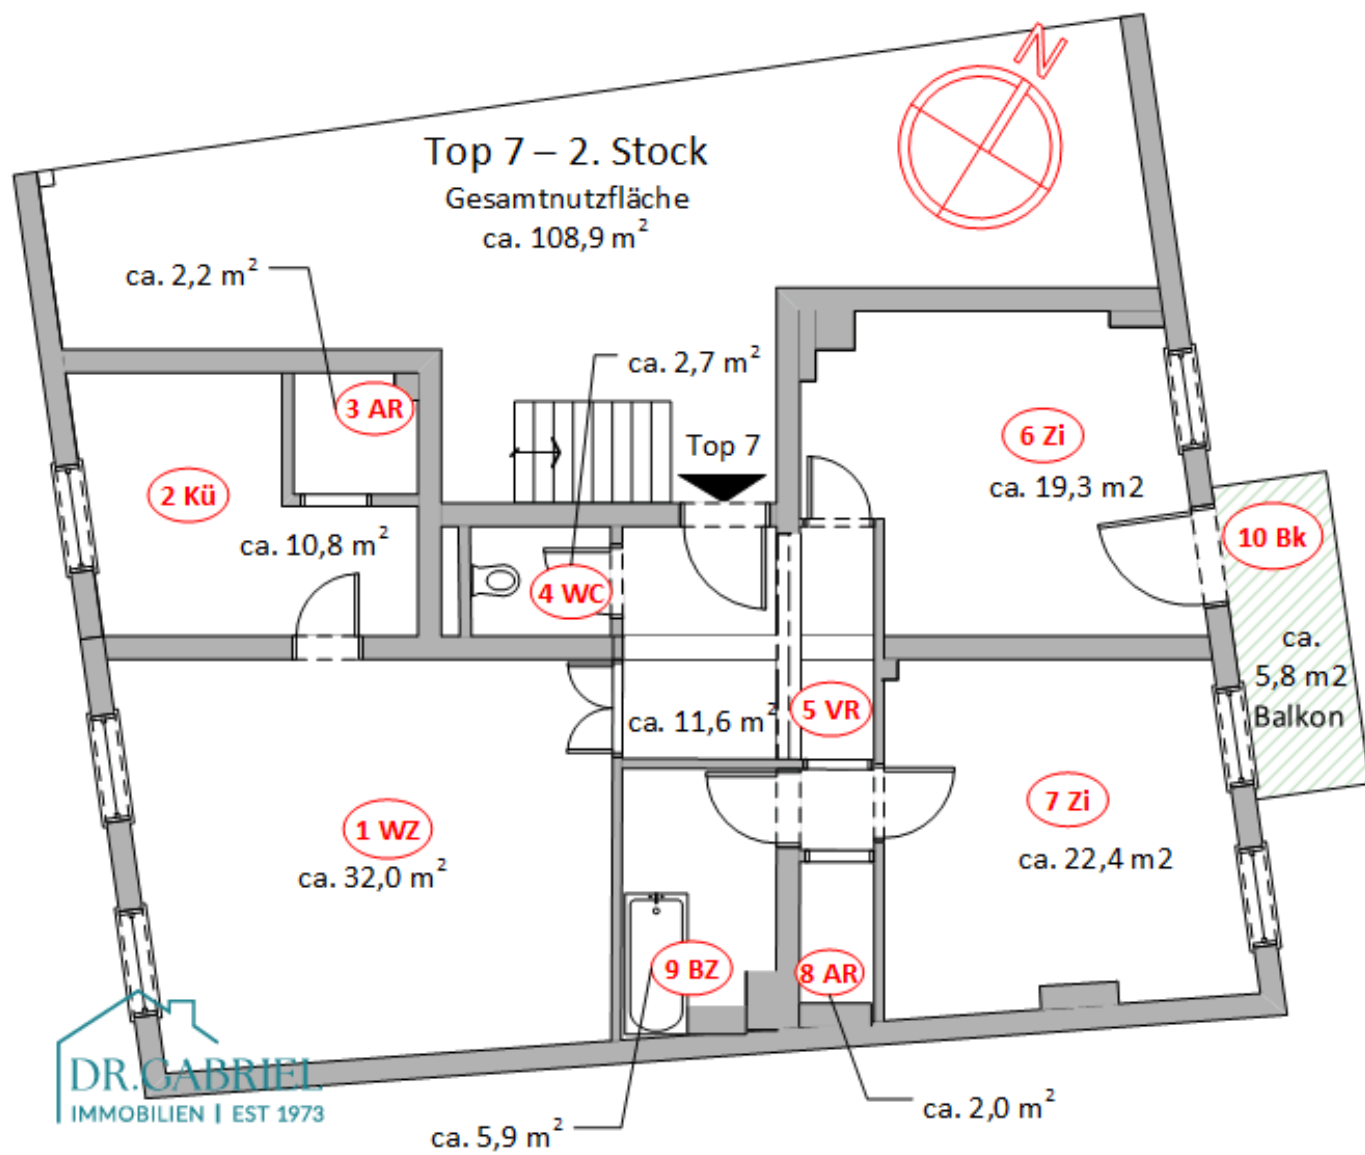 N
Top 7 – 2. Stock
Gesamtnutzfläche
ca. 108,9 m²
ca. 2,2 m²
ca. 2,7 m²
3 AR
Top 7
6 Zi
ca. 19,3 m2
2 Kü
ca. 10,8 m²
10 Bk
4 WC
ca.
5,8 m2
Balkon
5 VR
ca. 11,6 m²
7 Zi
ca. 22,4 m2
1 WZ
ca. 32,0 m²
9 BZ
8 AR
DR. GABRIEL
IMMOBILIEN | EST 1973
ca. 5,9 m²
ca. 2,0 m²